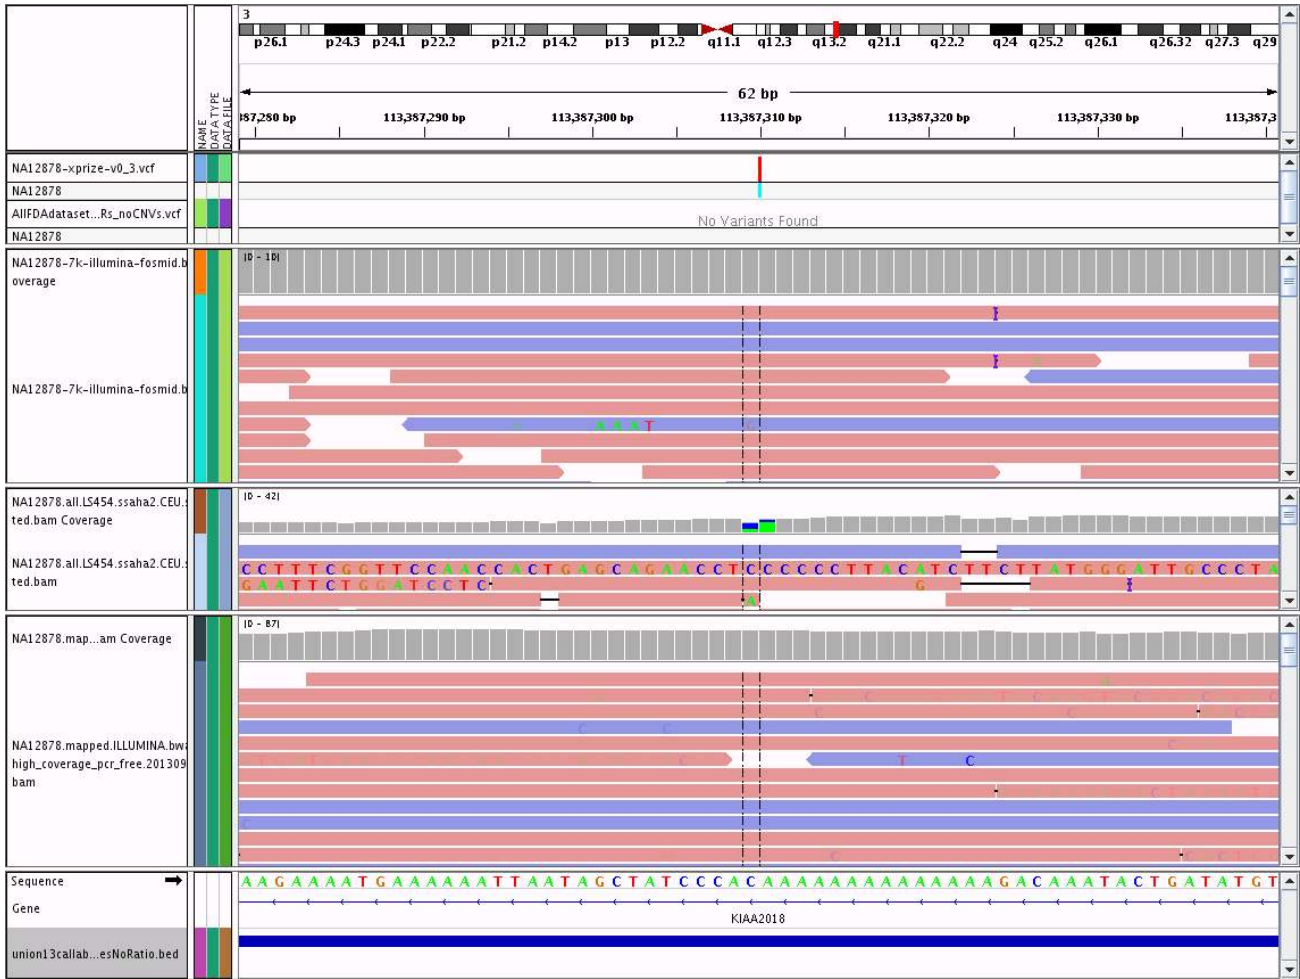 3
p26.1 p24.3 p24.1 p22.2 p21.2 p14.2 p13 p12.2 q11.1 q12.3 q13.2 q21.1 q22.2 q24 q25.2 q26.1 q26.32 q27.3 q29
62 bp
387,280 bp 113,387,290 bp 113,387,300 bp 113,387,310 bp 113,387,320 bp 113,387,330 bp 113,387,3
NAME
DATA TYPE
DATA FILE
NA12878-xprize-v0_3.vcf
NA12878
AllFDAdataset...Rs_noCNVs.vcf
No Variants Found
NA12878
NA12878-7k-illumina-fosmid.b
overage
[0 - 10]
NA12878-7k-illumina-fosmid.b
A A A T G
NA12878.all.LS454.ssaha2.CEU.s
ted.bam Coverage
[0 - 42]
NA12878.all.LS454.ssaha2.CEU.s
ted.bam
C C T T T C G G T T C C A A C C A C T G A G C A G A A C C T C C C C C C T T A C A T C T T C T T A T G G G A T T G C C C T A
G A A T T C T G G A T C C T C G
A
NA12878.map...am Coverage
[0 - 87]
NA12878.mapped.ILLUMINA.bwa
high_coverage_pcr_free.201309
bam
T C
Sequence
A A G A A A A T G A A A A A A T T A A T A G C T A T C C C A C A A A A A A A A A A A A A A G A C A A A T A C T G A T A T G T
Gene
KIAA2018
union13callab...esNoRatio.bed